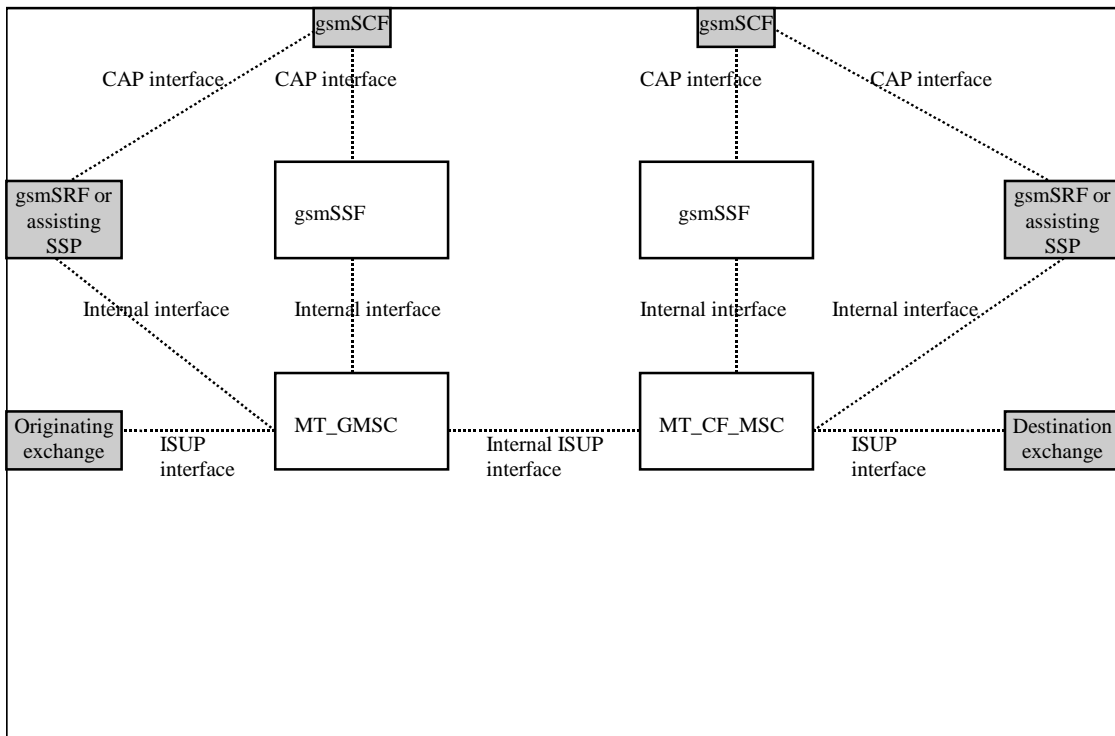 gsmSCF
gsmSCF
CAP interface
CAP interface
CAP interface
CAP interface
gsmSRF or
assisting
SSP
gsmSSF
gsmSSF
gsmSRF or
assisting
SSP
Internal interface
Internal interface
Internal interface
Internal interface
Originating
exchange
ISUP
interface
MT_GMSC
Internal ISUP
interface
MT_CF_MSC
ISUP
interface
Destination
exchange